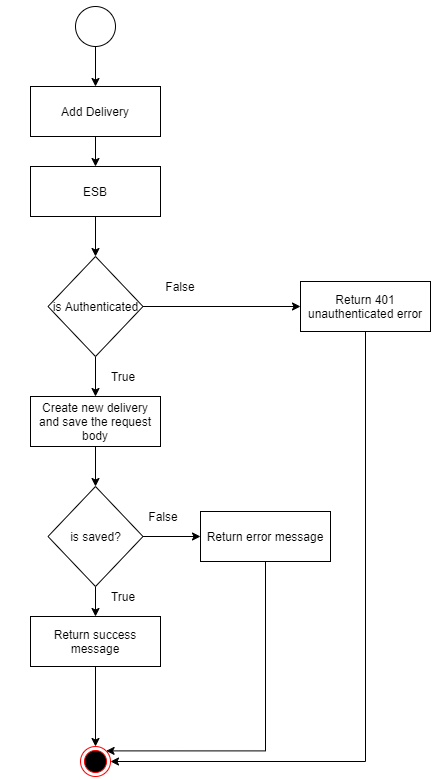 Add Delivery
ESB
is Authenticated
False
Return 401
unauthenticated error
True
Create new delivery
and save the request
body
is saved?
False
Return error message
True
Return success
message